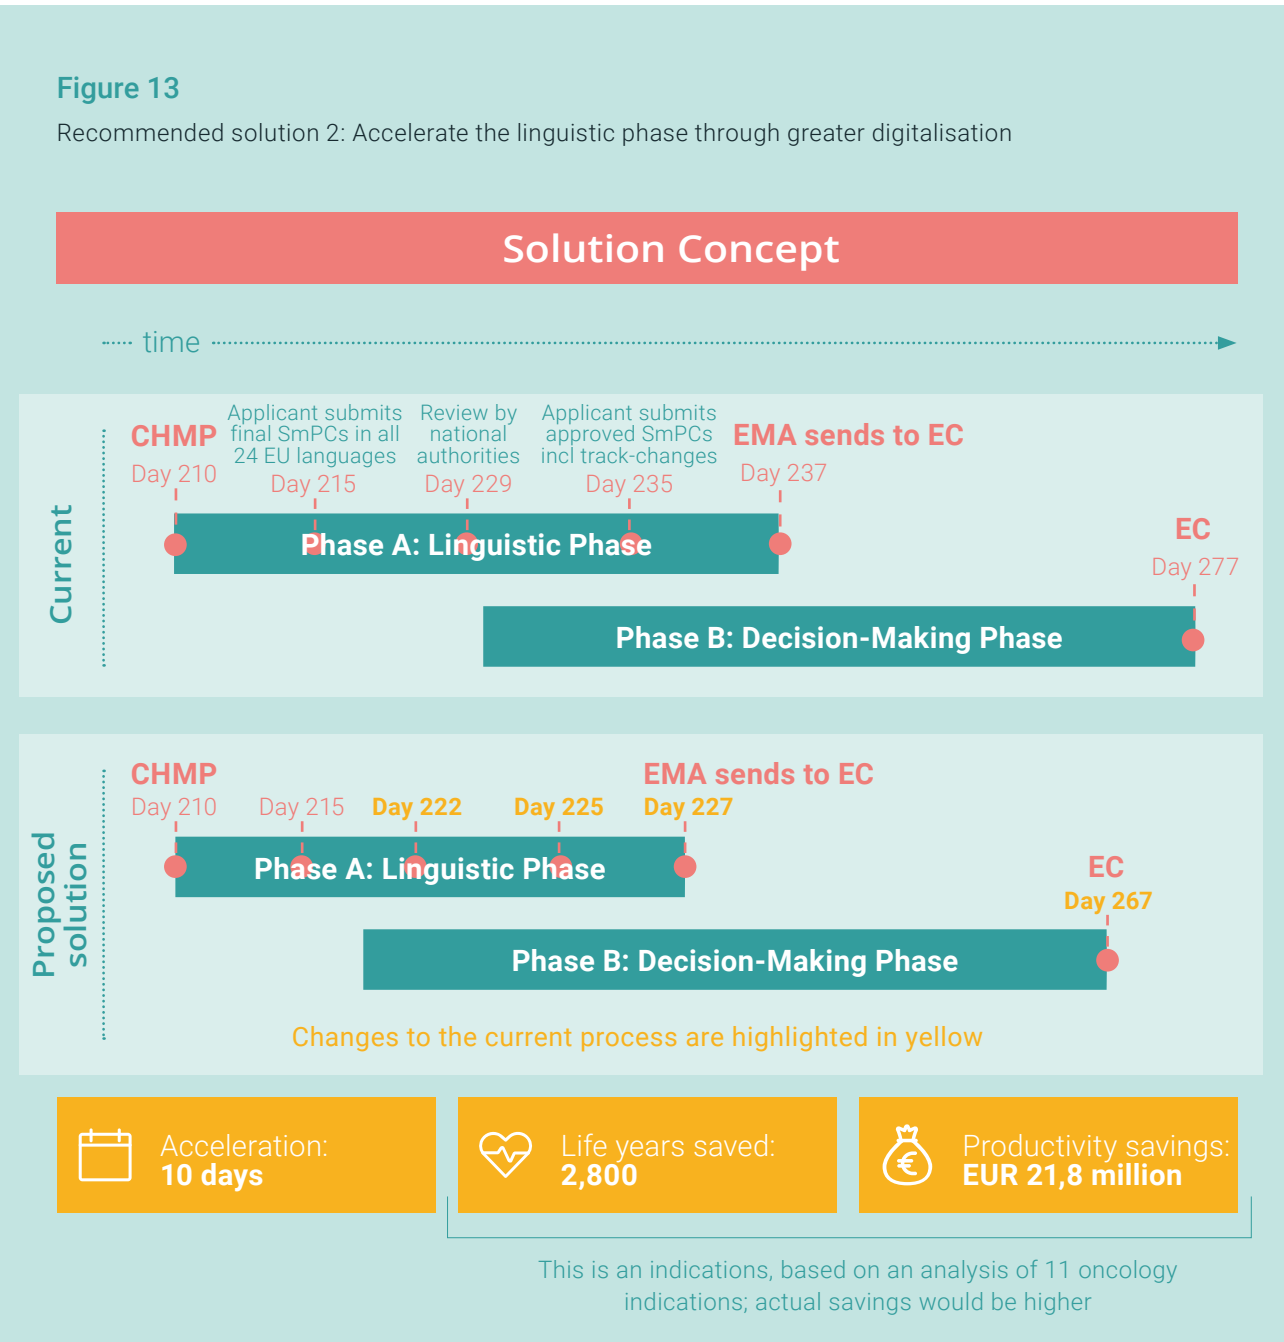 Figure 13
Recommended solution 2: Accelerate the linguistic phase through greater digitalisation
Solution Concept
time
Current
CHMP
Day 210
Applicant submits
final SmPCs in all
24 EU languages
Day 215
Review by
national
authorities
Day 229
Applicant submits
approved SmPCs
incl track-changes
Day 235
EMA sends to EC
Day 237
Phase A: Linguistic Phase
EC
Day 277
Phase B: Decision-Making Phase
Proposed
solution
CHMP
Day 210
Day 215
Day 222
Day 225
EMA sends to EC
Day 227
Phase A: Linguistic Phase
EC
Day 267
Phase B: Decision-Making Phase
Changes to the current process are highlighted in yellow
Acceleration:
10 days
Life years saved:
2,800
Productivity savings:
EUR 21,8 million
This is an indications, based on an analysis of 11 oncology
indications; actual savings would be higher